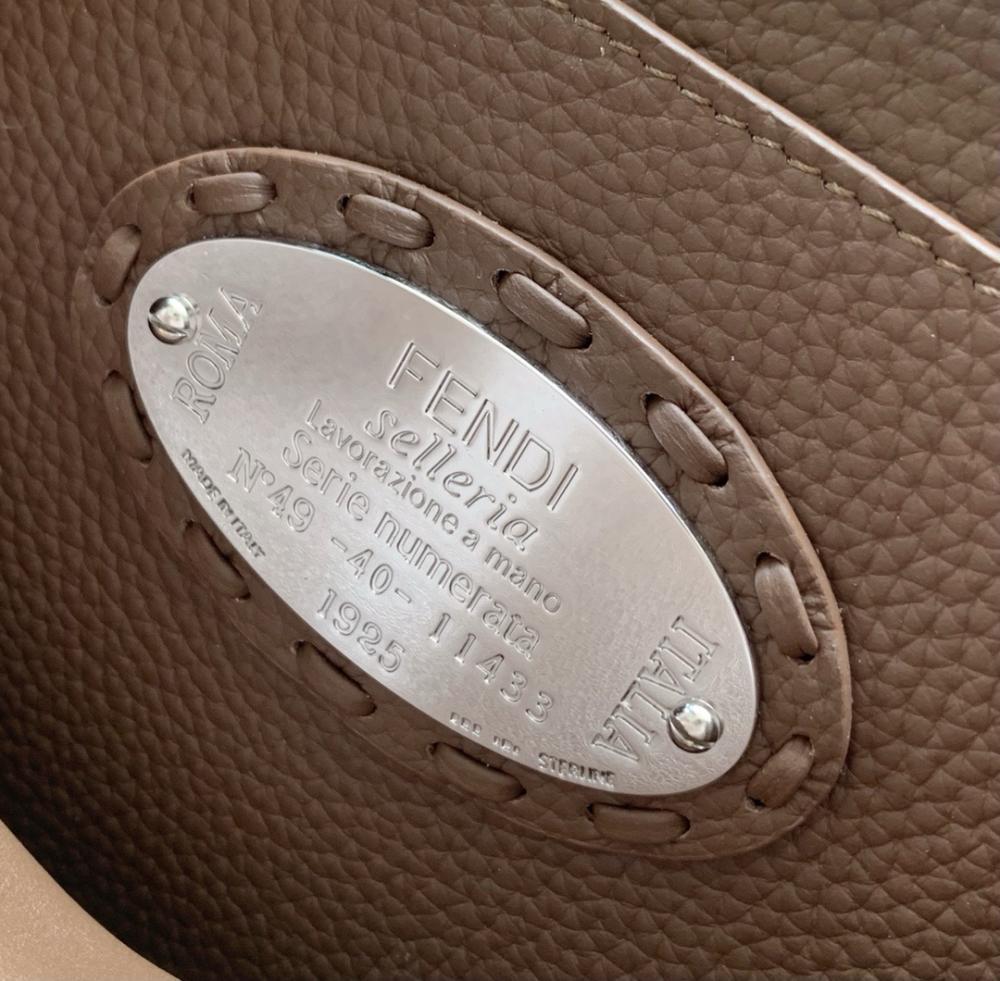 ROMA
FENDI
selleria
Lavorazione a mano
Serie numerata
N°49 -40- 11433
1925
ITALIA
MADE IN ITALY
STERLING